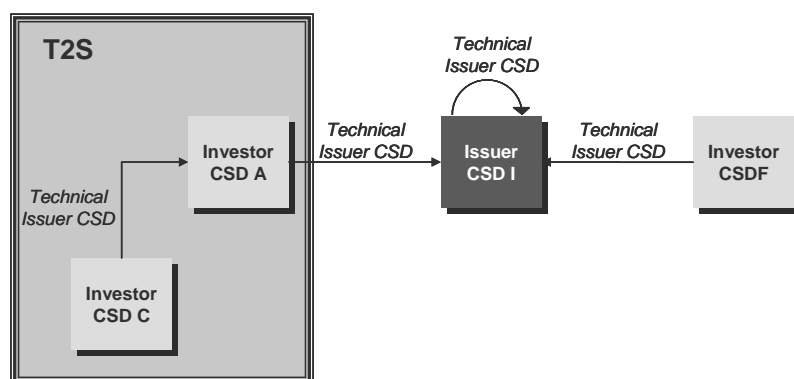 T2S
Technical
Issuer CSD
Investor
CSD A
Technical
Issuer CSD
Issuer
CSD I
Technical
Issuer CSD
Investor
CSDF
Technical
Issuer CSD
Investor
CSD C